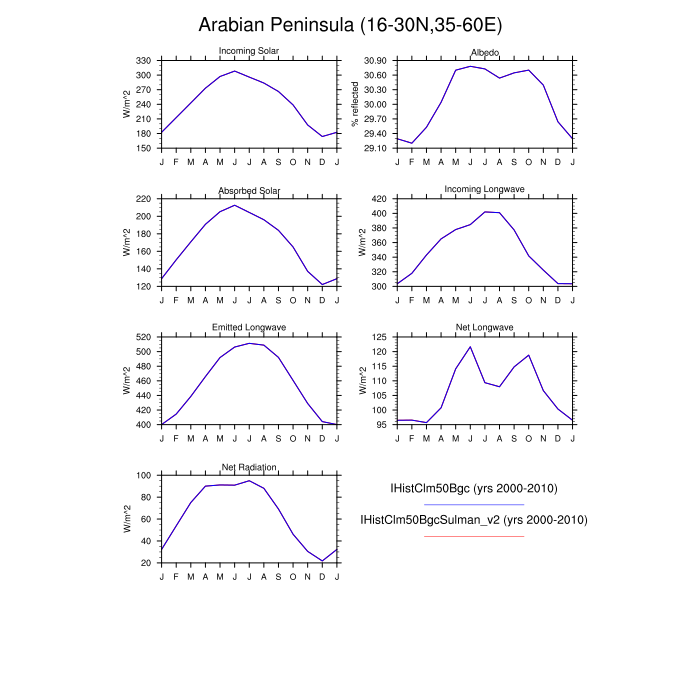 Arabian Peninsula (16-30N,35-60E)
Incoming Solar
W/m^2
330
300
270
240
210
180
150
J F M A M J J A S O N D J
Albedo
% reflected
30.90
30.60
30.30
30.00
29.70
29.40
29.10
J F M A M J J A S O N D J
Absorbed Solar
W/m^2
220
200
180
160
140
120
J F M A M J J A S O N D J
Incoming Longwave
W/m^2
420
400
380
360
340
320
300
J F M A M J J A S O N D J
Emitted Longwave
W/m^2
520
500
480
460
440
420
400
J F M A M J J A S O N D J
Net Longwave
W/m^2
125
120
115
110
105
100
95
J F M A M J J A S O N D J
Net Radiation
W/m^2
100
80
60
40
20
J F M A M J J A S O N D J
IHistClm50Bgc (yrs 2000-2010)
IHistClm50BgcSulman_v2 (yrs 2000-2010)